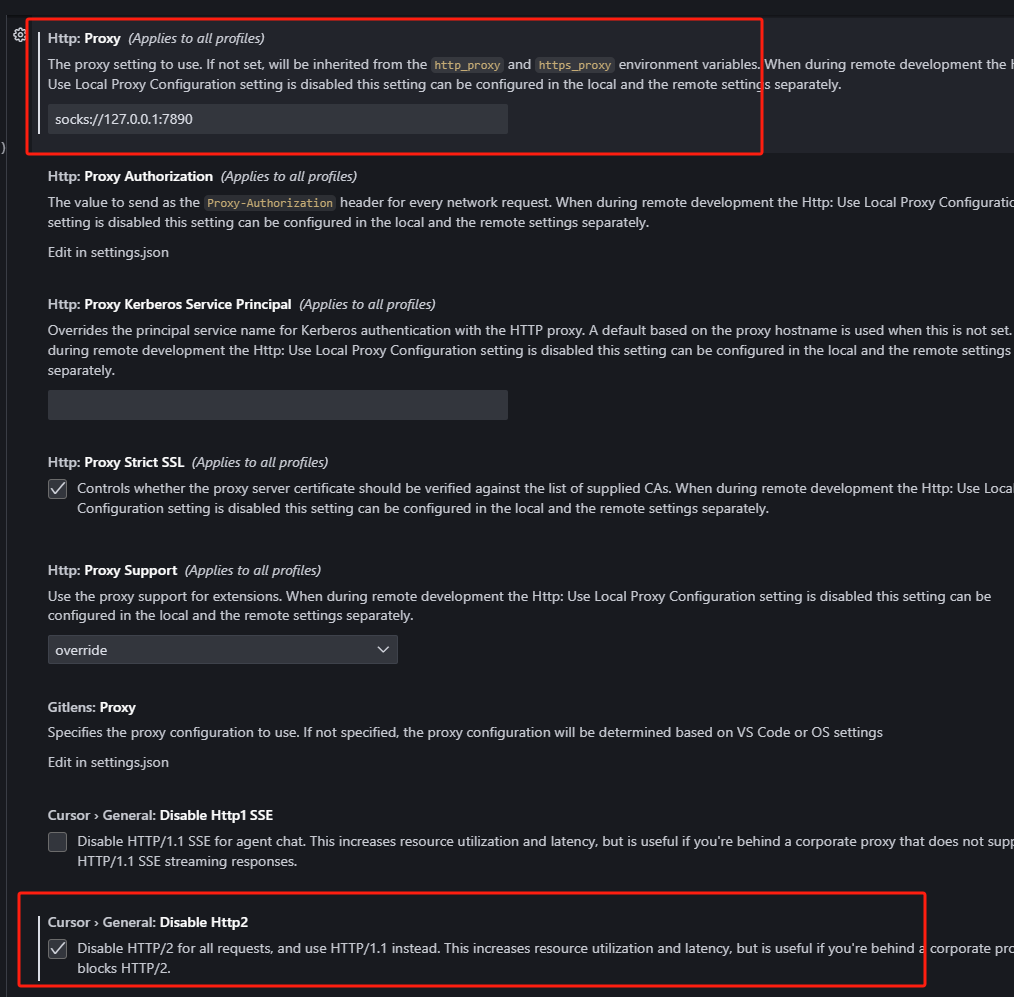 Http: Proxy (Applies to all profiles)
The proxy setting to use. If not set, will be inherited from the http_proxy and https_proxy environment variables. When during remote development the
Use Local Proxy Configuration setting is disabled this setting can be configured in the local and the remote settings separately.
socks://127.0.0.1:7890
)
Http: Proxy Authorization (Applies to all profiles)
The value to send as the Proxy-Authorization header for every network request. When during remote development the Http: Use Local Proxy Configuratio
setting is disabled this setting can be configured in the local and the remote settings separately.
Edit in settings.json
Http: Proxy Kerberos Service Principal (Applies to all profiles)
Overrides the principal service name for Kerberos authentication with the HTTP proxy. A default based on the proxy hostname is used when this is not set.
during remote development the Http: Use Local Proxy Configuration setting is disabled this setting can be configured in the local and the remote settings
separately.
Http: Proxy Strict SSL (Applies to all profiles)
Controls whether the proxy server certificate should be verified against the list of supplied CAs. When during remote development the Http: Use Loca
Configuration setting is disabled this setting can be configured in the local and the remote settings separately.
Http: Proxy Support (Applies to all profiles)
Use the proxy support for extensions. When during remote development the Http: Use Local Proxy Configuration setting is disabled this setting can be
configured in the local and the remote settings separately.
override
Gitlens: Proxy
Specifies the proxy configuration to use. If not specified, the proxy configuration will be determined based on VS Code or OS settings
Edit in settings.json
Cursor › General: Disable Http1 SSE
Disable HTTP/1.1 SSE for agent chat. This increases resource utilization and latency, but is useful if you're behind a corporate proxy that does not supp
HTTP/1.1 SSE streaming responses.
Cursor › General: Disable Http2
Disable HTTP/2 for all requests, and use HTTP/1.1 instead. This increases resource utilization and latency, but is useful if you're behind a corporate pro
blocks HTTP/2.